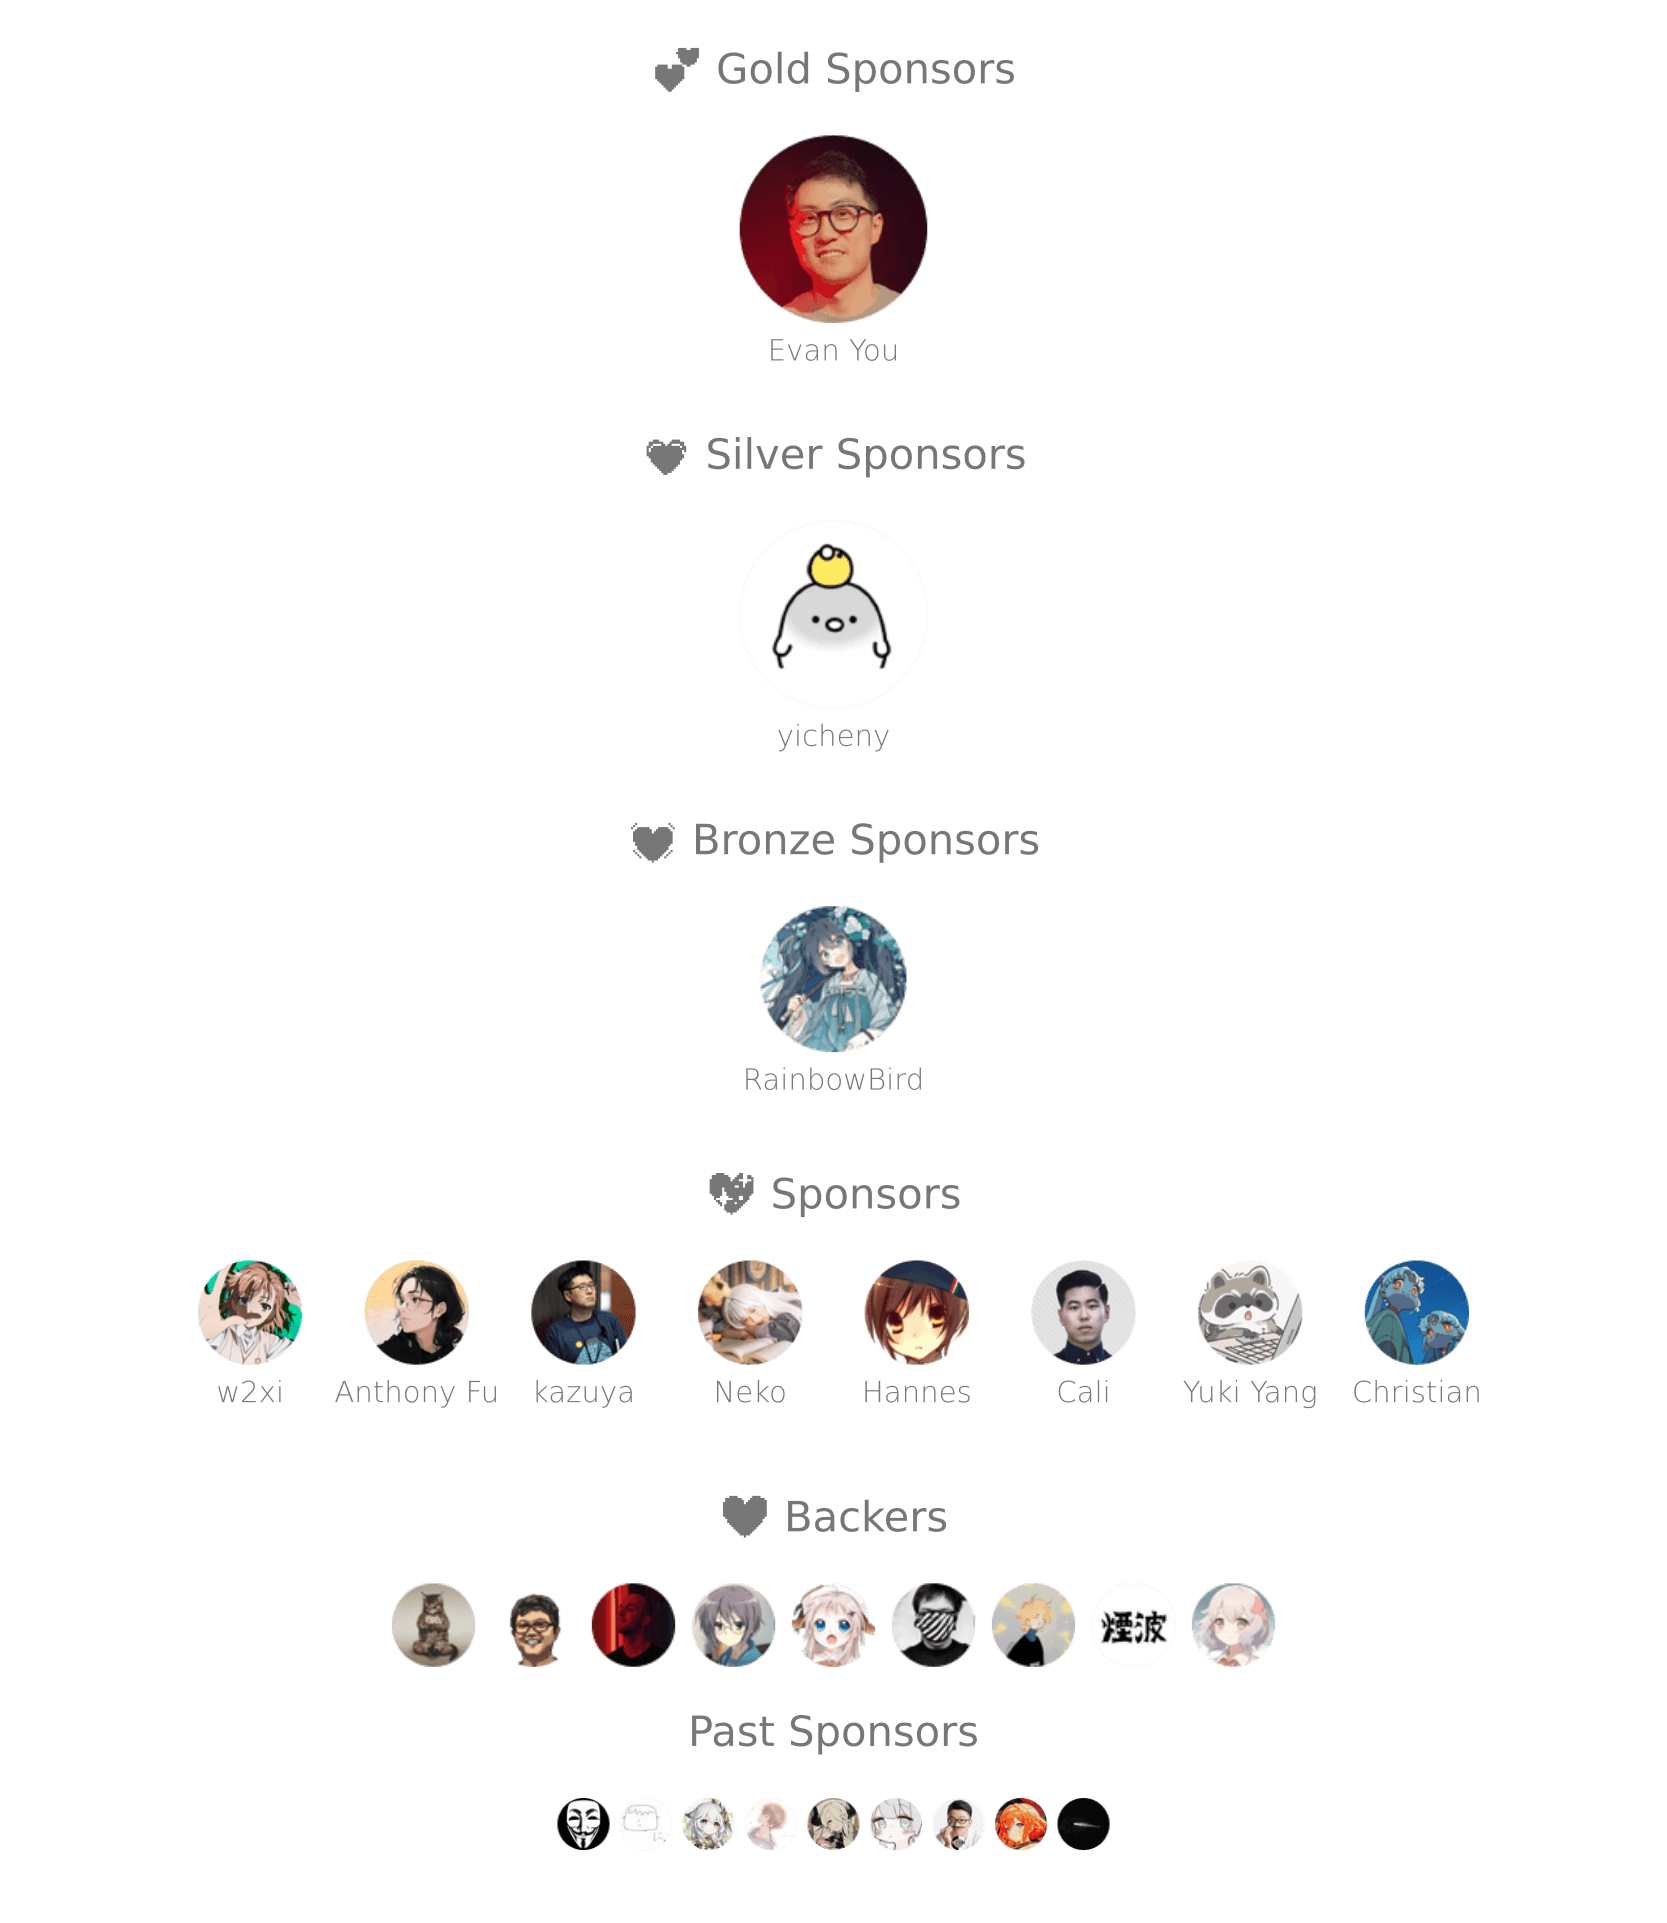 Gold Sponsors
Evan You
Silver Sponsors
yicheny
Bronze Sponsors
RainbowBird
Sponsors
w2xi Anthony Fu kazuya Neko Hannes Cali Yuki Yang Christian
Backers
煙波
Past Sponsors